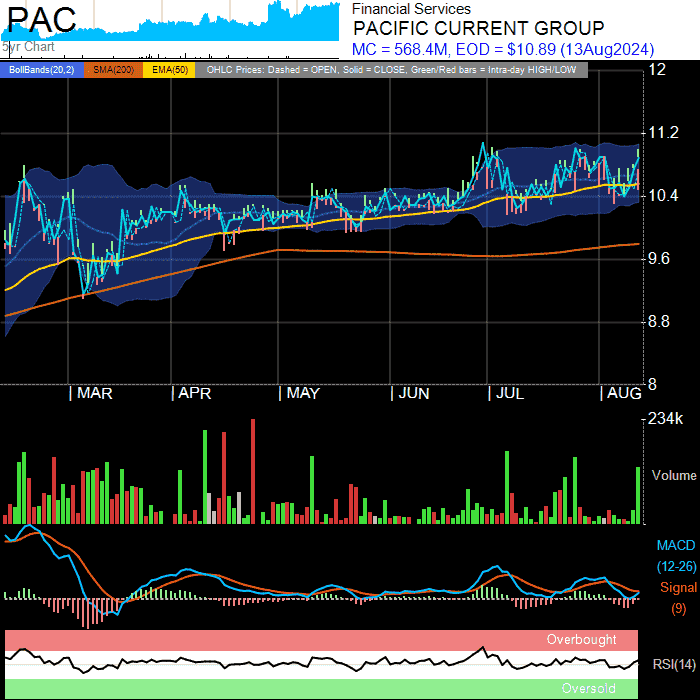 PAC
5yr Chart
Financial Services
PACIFIC CURRENT GROUP
MC = 568.4M, EOD = $10.89 (13Aug2024)
BollBands(20,2) SMA(200) EMA(50) OHLC Prices: Dashed = OPEN, Solid = CLOSE, Green/Red bars = Intra-day HIGH/LOW
12
11.2
10.4
9.6
8.8
8
| MAR | APR | MAY | JUN | JUL | AUG
234k
Volume
MACD
(12-26)
Signal
(9)
Overbought
RSI(14)
Oversold